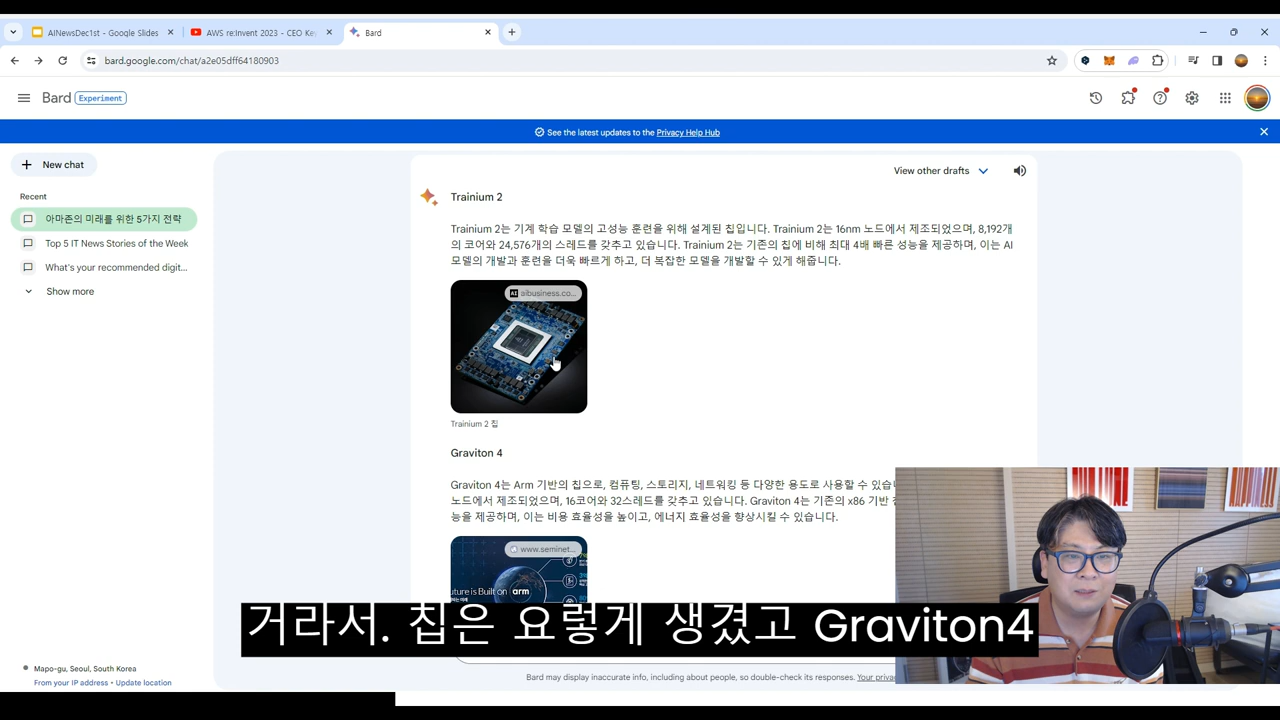 AINewsDec1st - Google Slides
AWS re:Invent 2023 - CEO Key
Bard
bard.google.com/chat/a2e05dff64180903
Bard Experiment
See the latest updates to the Privacy Help Hub
New chat
Recent
아마존의 미래를 위한 5가지 전략
Top 5 IT News Stories of the Week
What's your recommended digit...
Show more
Mapo-gu, Seoul, South Korea
From your IP address • Update location
View other drafts
Trainium 2
Trainium 2는 기계 학습 모델의 고성능 훈련을 위해 설계된 칩입니다. Trainium 2는 16nm 노드에서 제조되었으며, 8,192개
의 코어와 24,576개의 스레드를 갖추고 있습니다. Trainium 2는 기존의 칩에 비해 최대 4배 빠른 성능을 제공하며, 이는 AI
모델의 개발과 훈련을 더욱 빠르게 하고, 더 복잡한 모델을 개발할 수 있게 해줍니다.
AI aibusiness.co...
Trainium 2 칩
Graviton 4
Graviton 4는 Arm 기반의 칩으로, 컴퓨팅, 스토리지, 네트워킹 등 다양한 용도로 사용할 수 있습
노드에서 제조되었으며, 16코어와 32스레드를 갖추고 있습니다. Graviton 4는 기존의 x86 기반
능을 제공하며, 이는 비용 효율성을 높이고, 에너지 효율성을 향상시킬 수 있습니다.
www.seminet...
uture is Built on arm
거라서. 칩은 요렇게 생겼고 Graviton4
Bard may display inaccurate info, including about people, so double-check its responses. Your priva